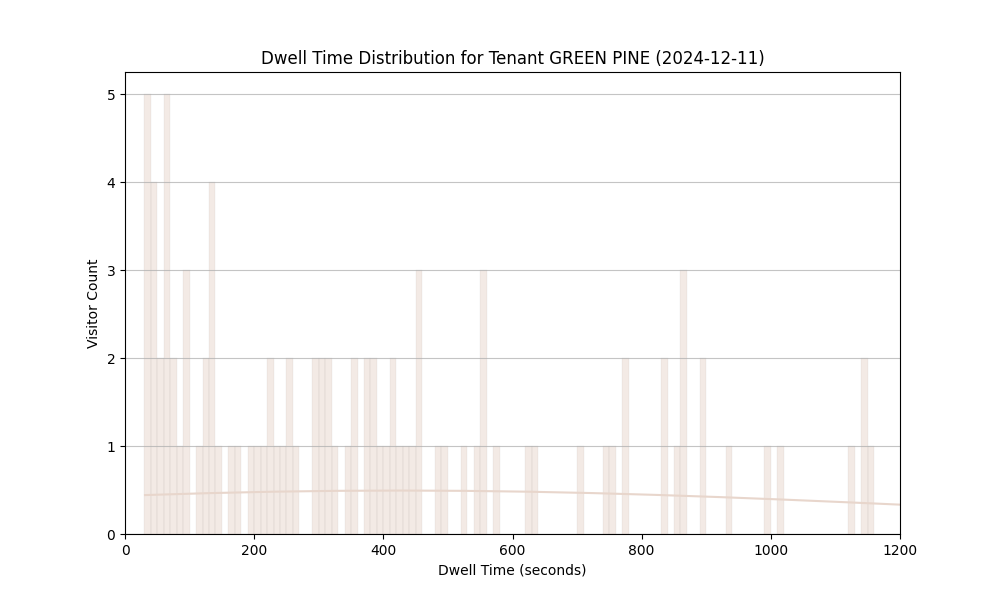 Dwell Time Distribution for Tenant GREEN PINE (2024-12-11)
5
4
3
2
1
0
Visitor Count
0 200 400 600 800 1000 1200
Dwell Time (seconds)